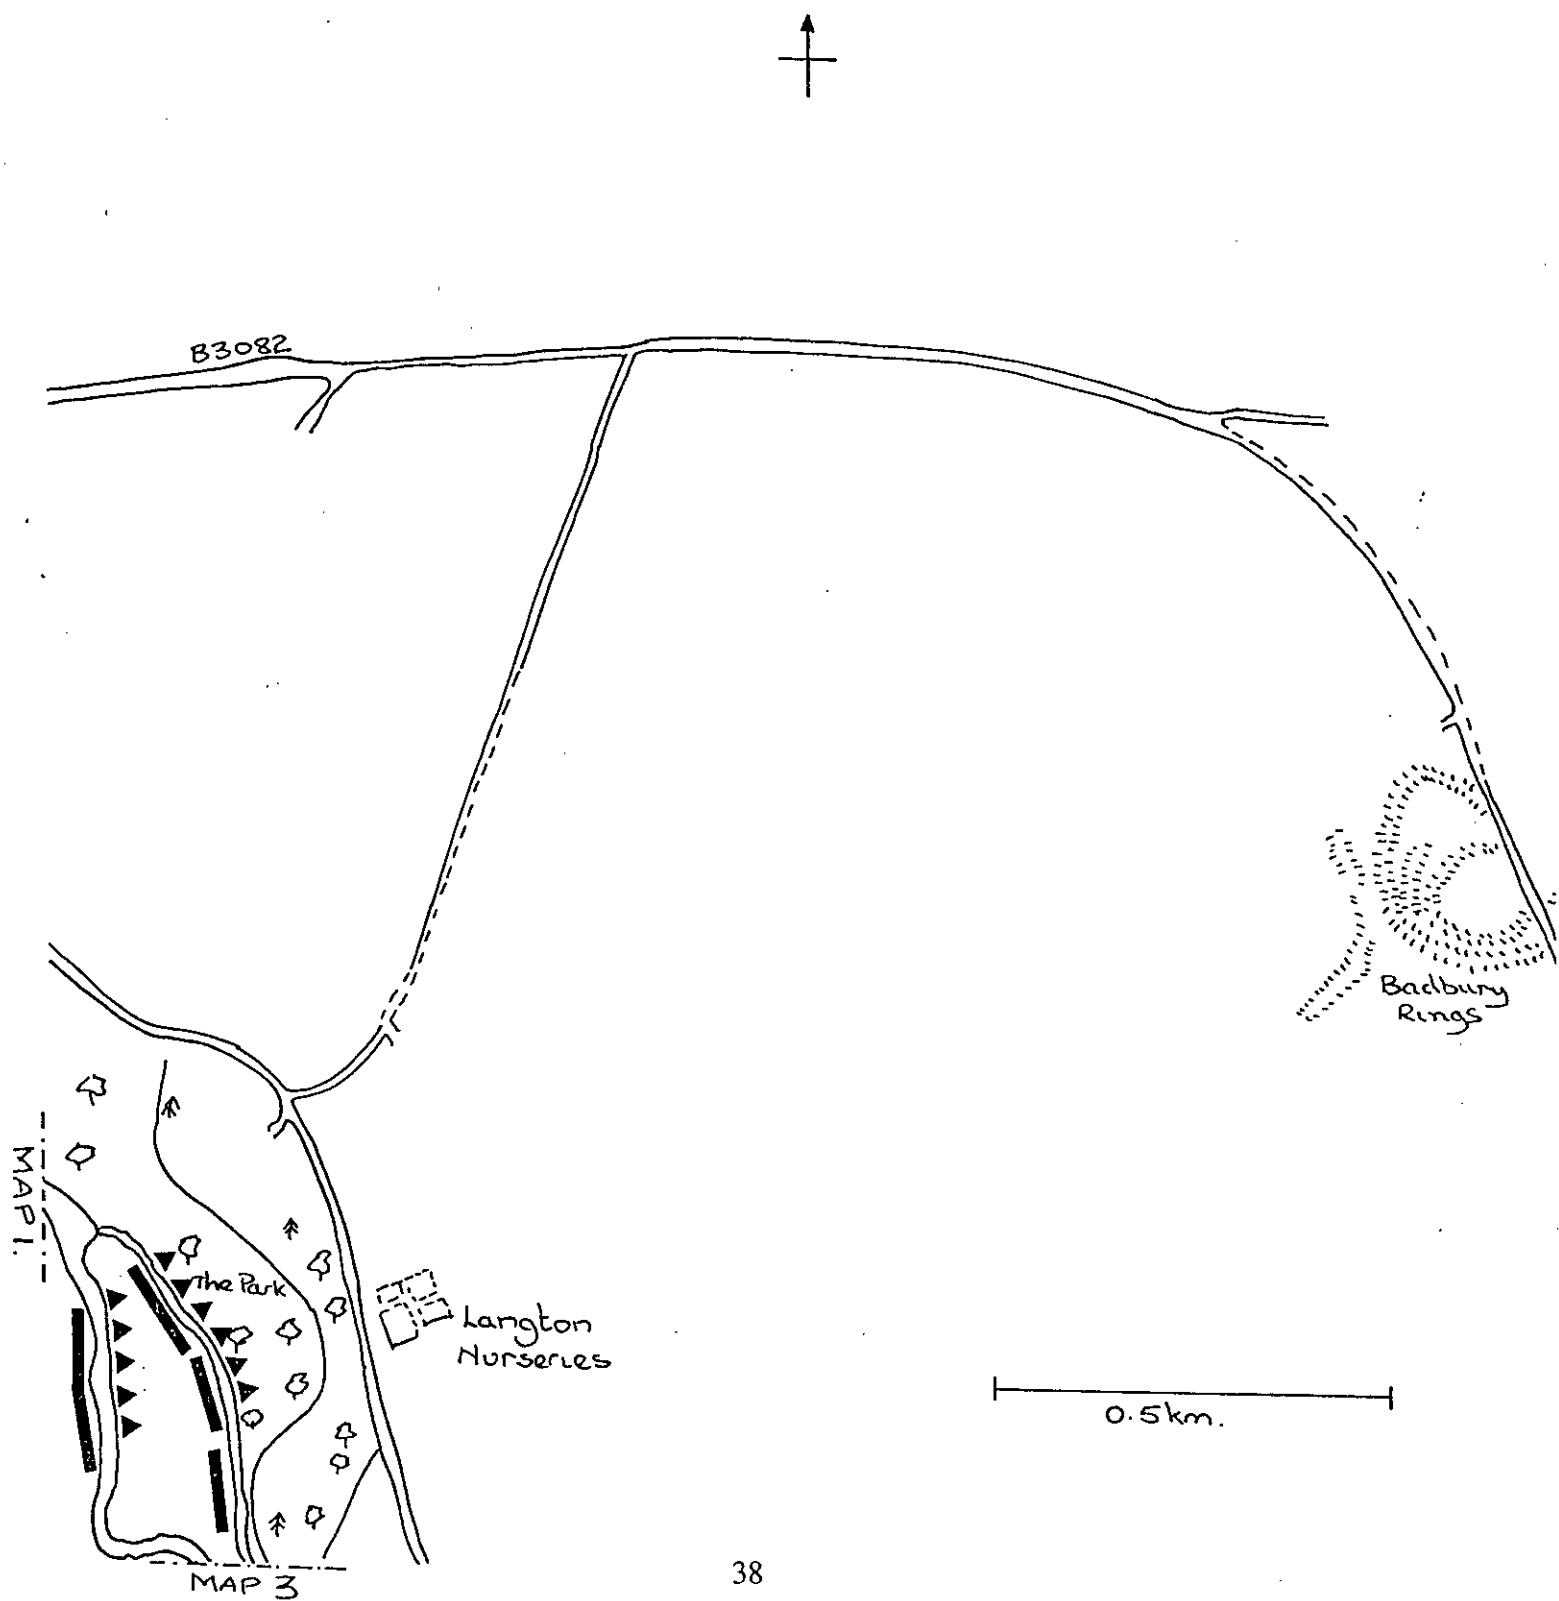 B3082
Badbury
Rings
MAP 1.
The Park
Langton
Nurseries
0.5km.
MAP 3
38